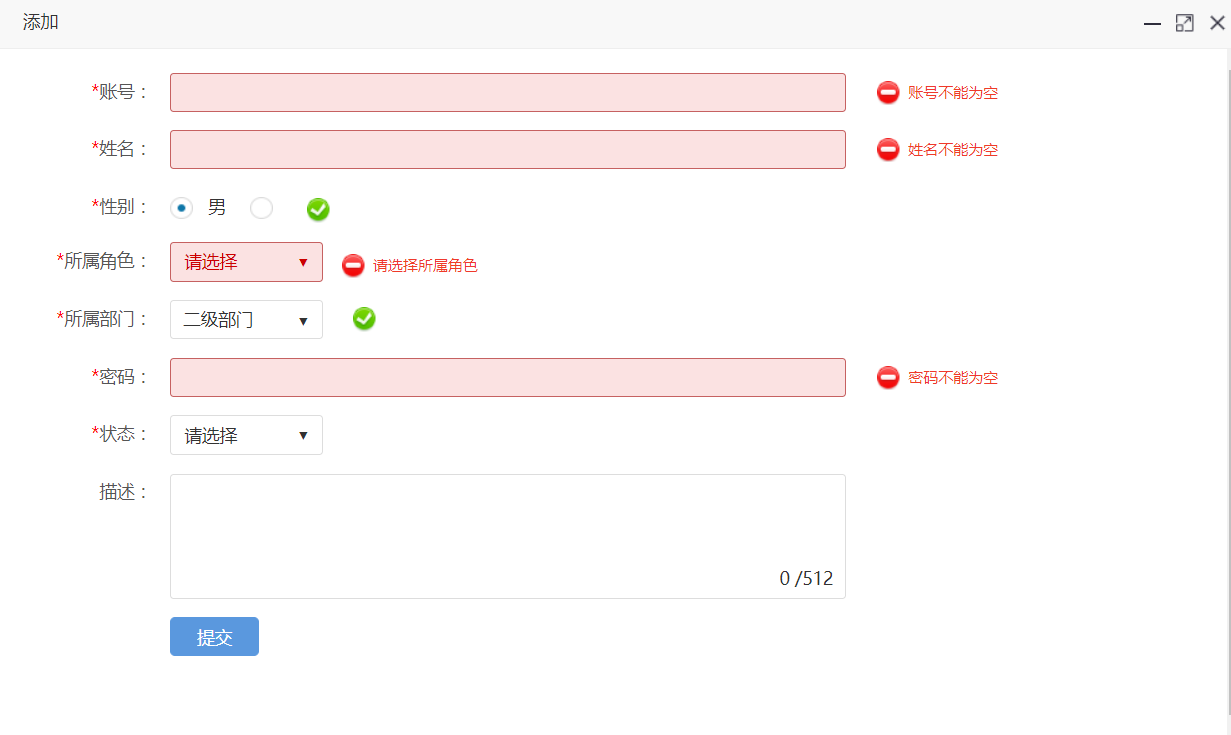 添加
*账号： 账号不能为空
*姓名： 姓名不能为空
*性别： 男
*所属角色： 请选择 ▼ 请选择所属角色
*所属部门： 二级部门 ▼
*密码： 密码不能为空
*状态： 请选择 ▼
描述：
0 /512
提交